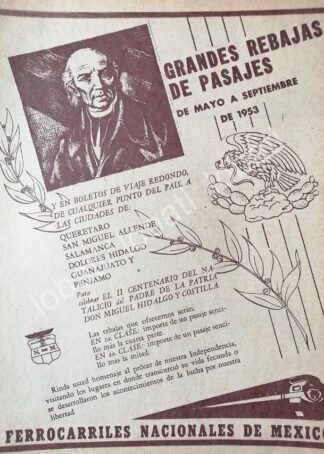 GRANDES REBAJAS
DE PASAJES
DE MAYO A SEPTIEMBRE
DE 1953
Y EN BOLETOS DE VIAJE REDONDO,
DE CUALQUIER PUNTO DEL PAIS, A
LAS CIUDADES DE:
QUERETARO
SAN MIGUEL ALLENDE
SALAMANCA
DOLORES HIDALGO
GUANAJUATO Y
PENJAMO
Para
celebrar EL II CENTENARIO DEL NA-
TALICIO del PADRE DE LA PATRIA
DON MIGUEL HIDALGO Y COSTILLA.
Las rebajas que ofrecemos serán:
EN 1a. CLASE: importe de un pasaje senci-
llo más la cuarta parte.
EN 2a. CLASE: importe de un pasaje senci-
llo más la mitad.
Rinda usted homenaje al prócer de nuestra Independencia,
visitando los lugares en donde transcurrió su vida fecunda o
se desarrollaron los acontecimientos de la lucha por nuestra
libertad.
N. DE M.
FERROCARRILES NACIONALES DE MEXICO